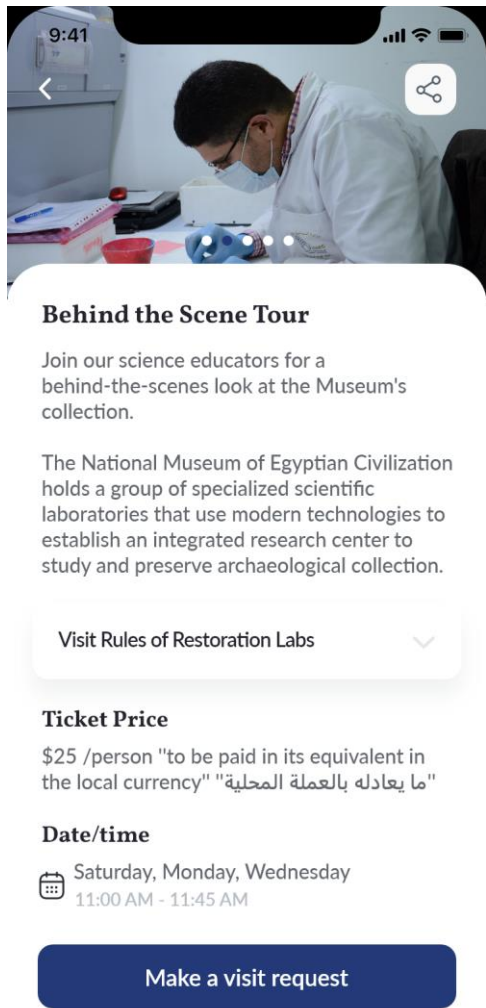 9:41
Behind the Scene Tour
Join our science educators for a
behind-the-scenes look at the Museum's
collection.
The National Museum of Egyptian Civilization
holds a group of specialized scientific
laboratories that use modern technologies to
establish an integrated research center to
study and preserve archaeological collection.
Visit Rules of Restoration Labs
Ticket Price
$25 /person "to be paid in its equivalent in
the local currency" "ما يعادله بالعملة المحلية"
Date/time
Saturday, Monday, Wednesday
11:00 AM - 11:45 AM
Make a visit request